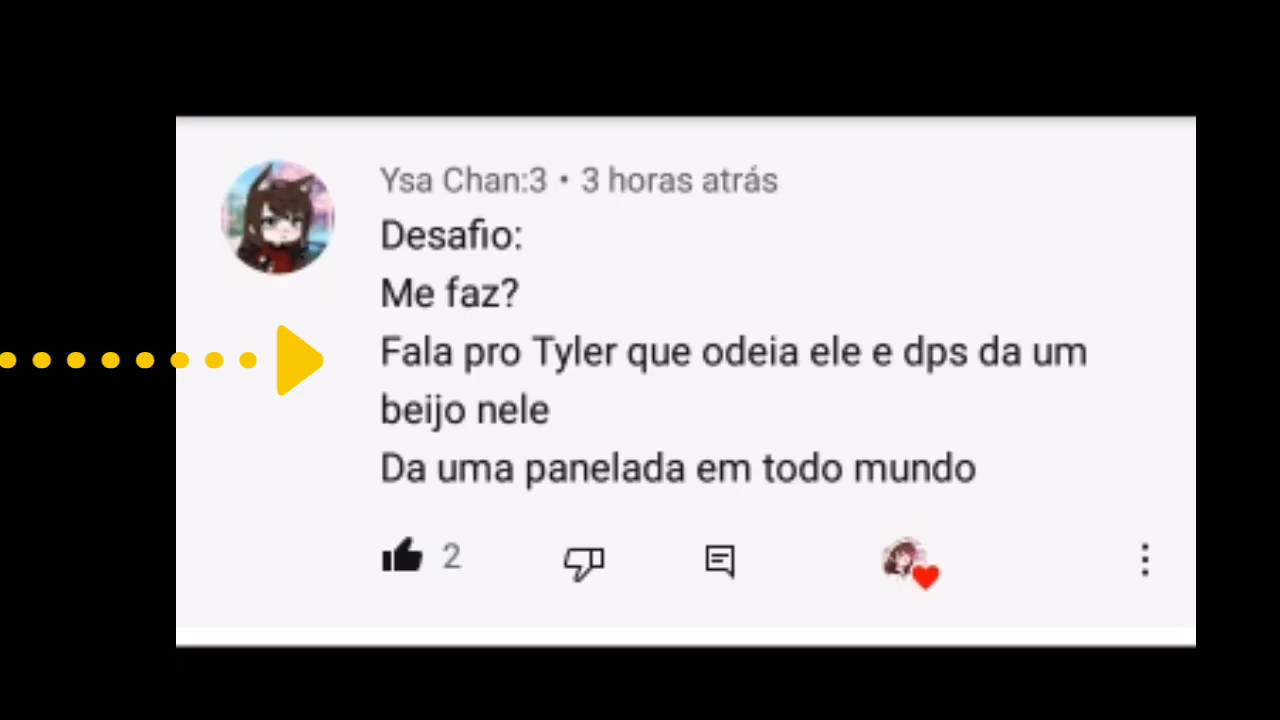 Ysa Chan:3 • 3 horas atrás
Desafio:
Me faz?
Fala pro Tyler que odeia ele e dps da um
beijo nele
Da uma panelada em todo mundo
2